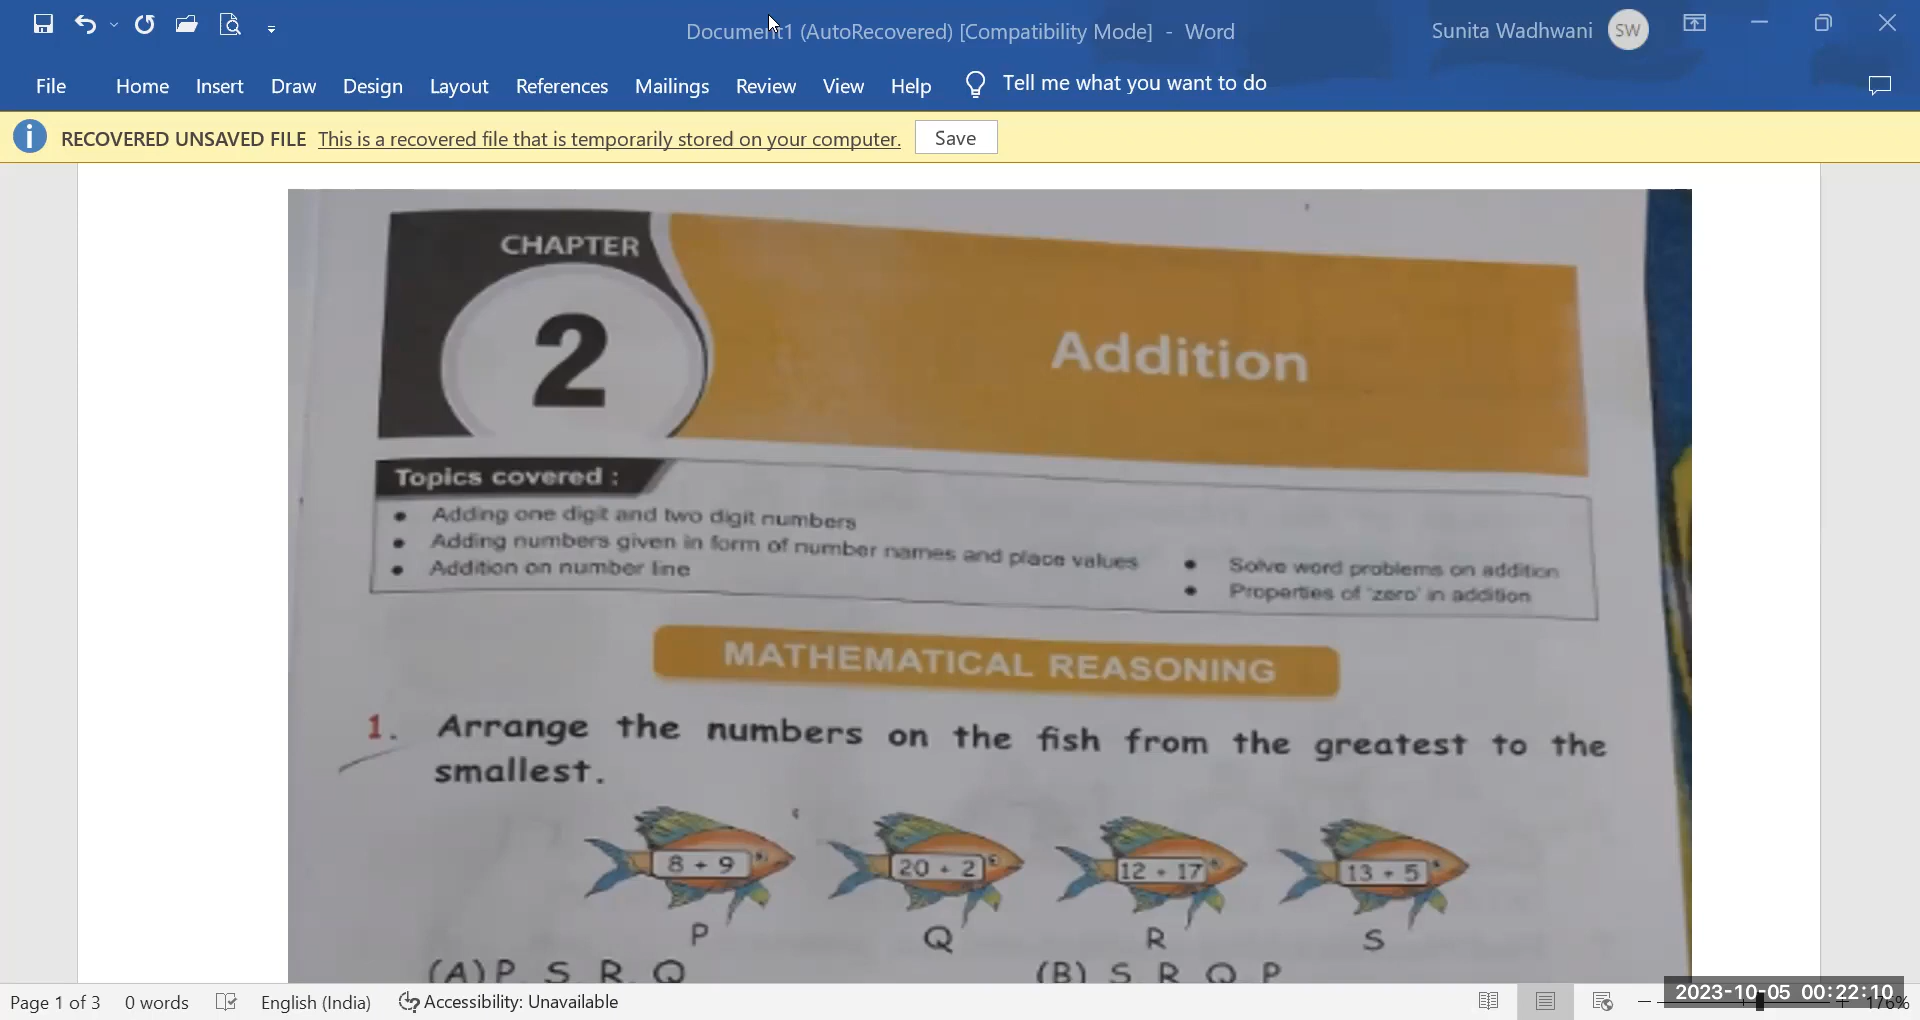 Document1 (AutoRecovered) [Compatibility Mode] - Word
Sunita Wadhwani SW
File Home Insert Draw Design Layout References Mailings Review View Help Tell me what you want to do
RECOVERED UNSAVED FILE This is a recovered file that is temporarily stored on your computer. Save
CHAPTER
2
Addition
Topics covered :
• Adding one digit and two digit numbers
• Adding numbers given in form of number names and place values
• Addition on number line
• Solve word problems on addition
• Properties of 'zero' in addition
MATHEMATICAL REASONING
1. Arrange the numbers on the fish from the greatest to the
smallest.
8 + 9 20 + 2 12 + 17 13 + 5
P Q R S
(A) P, S, R, Q (B) S, R, Q, P
Page 1 of 3 0 words English (India) Accessibility: Unavailable 176%
2023-10-05 00:22:10